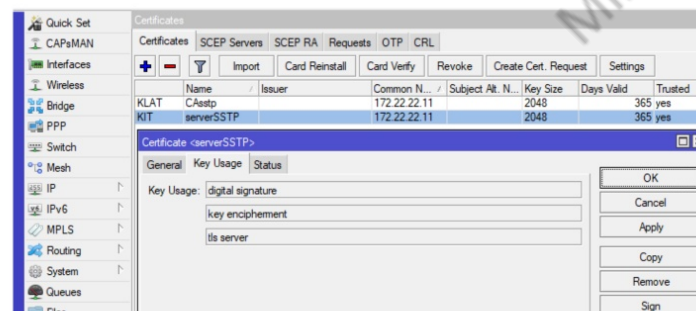 Certificates
Quick Set
CAPsMAN
Interfaces
Wireless
Bridge
PPP
Switch
Mesh
IP
IPv6
MPLS
Routing
System
Queues
Certificates SCEP Servers SCEP RA Requests OTP CRL
Import Card Reinstall Card Verify Revoke Create Cert. Request Settings
Name / Issuer Common N... / Subject Alt. N... Key Size Days Valid Trusted
KLAT CAsstp 172.22.22.11 2048 365 yes
KIT serverSSTP 172.22.22.11 2048 365 yes
Certificate <serverSSTP>
General Key Usage Status
Key Usage: digital signature
key encipherment
tls server
OK
Cancel
Apply
Copy
Remove
Sign